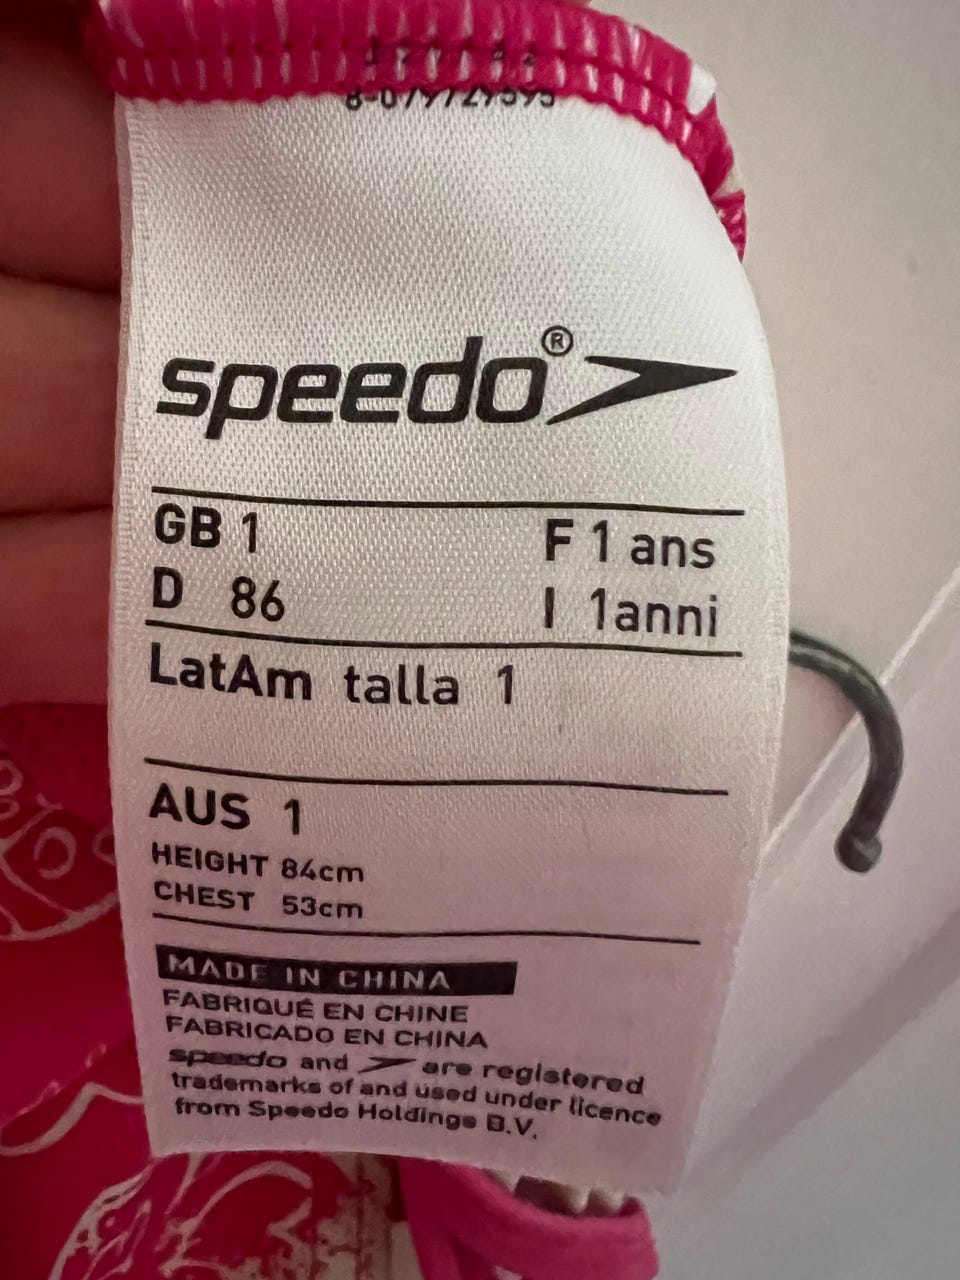 speedo®
GB 1 F 1 ans
D 86 I 1anni
LatAm talla 1
AUS 1
HEIGHT 84cm
CHEST 53cm
MADE IN CHINA
FABRIQUÉ EN CHINE
FABRICADO EN CHINA
speedo and are registered
trademarks of and used under licence
from Speedo Holdings B.V.